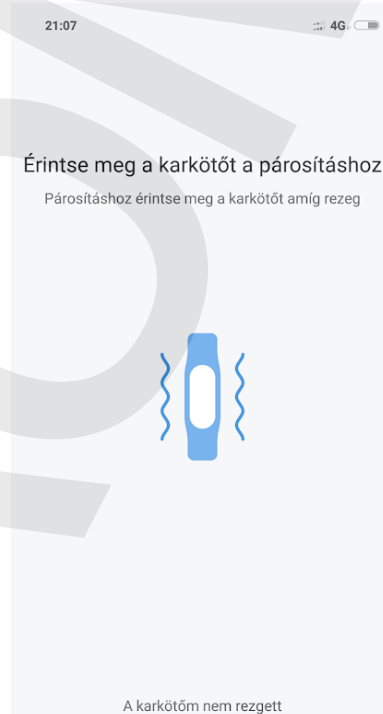 21:07 4G
Érintse meg a karkötőt a párosításhoz
Párosításhoz érintse meg a karkötőt amíg rezeg
A karkötőm nem rezgett